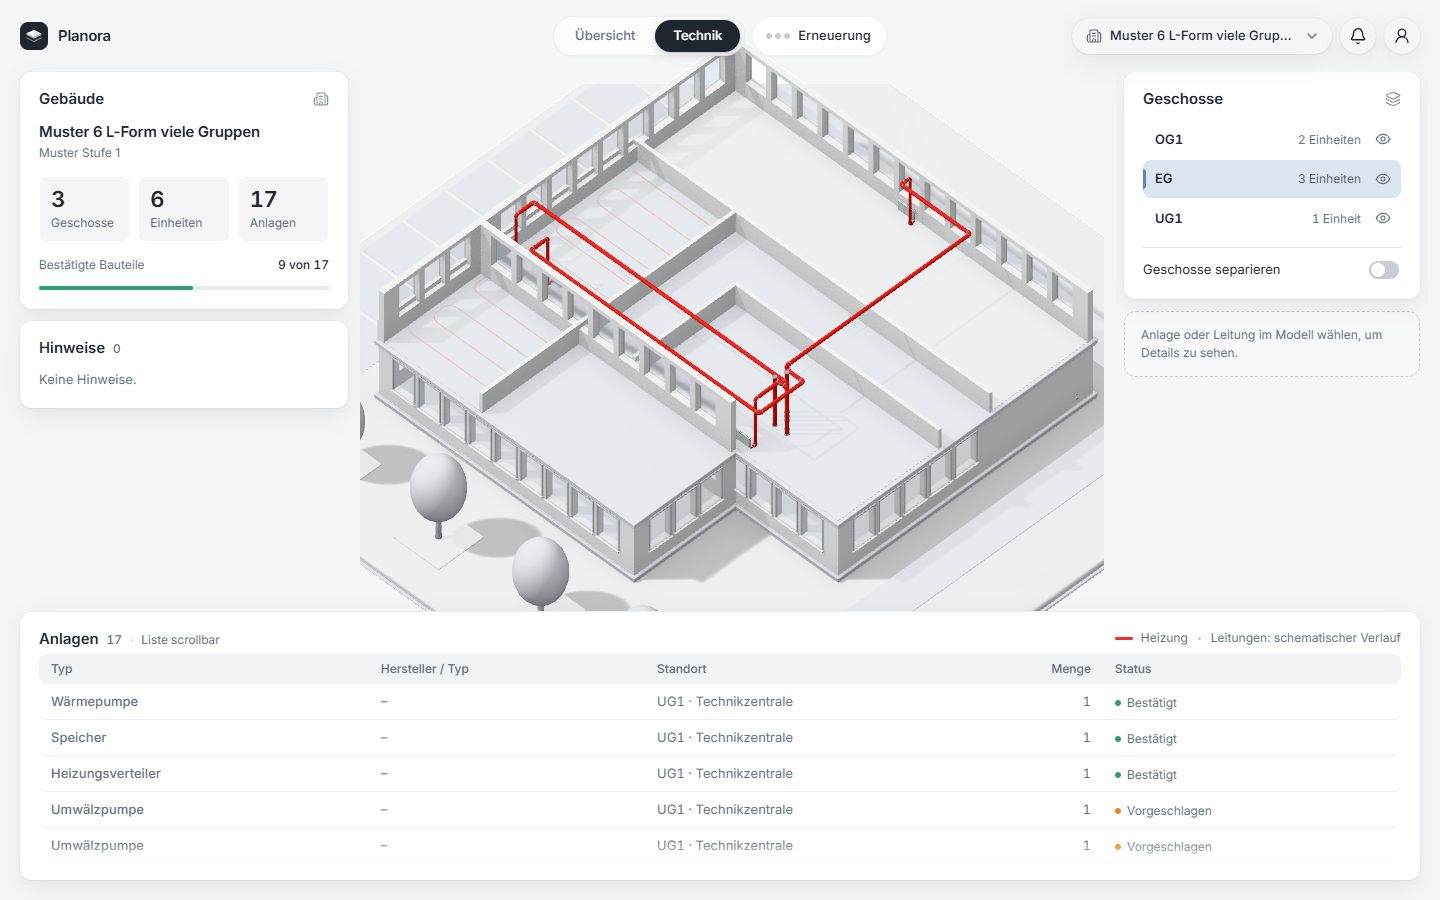 Planora
Übersicht
Technik
Erneuerung
Muster 6 L-Form viele Grup...
Gebäude
Muster 6 L-Form viele Gruppen
Muster Stufe 1
3 6 17
Geschosse Einheiten Anlagen
Bestätigte Bauteile 9 von 17
Hinweise 0
Keine Hinweise.
Geschosse
OG1 2 Einheiten
EG 3 Einheiten
UG1 1 Einheit
Geschosse separieren
Anlage oder Leitung im Modell wählen, um
Details zu sehen.
Anlagen 17 · Liste scrollbar
Heizung • Leitungen: schematischer Verlauf
Typ Hersteller / Typ Standort Menge Status
Wärmepumpe – UG1 · Technikzentrale 1 Bestätigt
Speicher – UG1 · Technikzentrale 1 Bestätigt
Heizungsverteiler – UG1 · Technikzentrale 1 Bestätigt
Umwälzpumpe – UG1 · Technikzentrale 1 Vorgeschlagen
Umwälzpumpe – UG1 · Technikzentrale 1 Vorgeschlagen